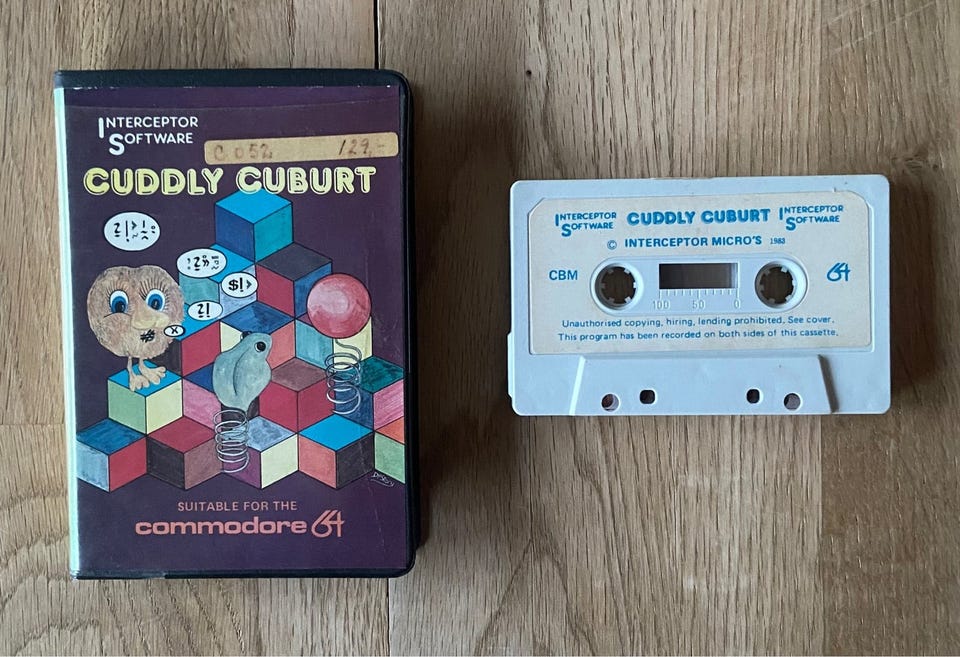 INTERCEPTOR
SOFTWARE
C 052 129,-
CUDDLY CUBURT
$!
?!
x
SUITABLE FOR THE
commodore 64
INTERCEPTOR
SOFTWARE
CUDDLY CUBURT
INTERCEPTOR
SOFTWARE
© INTERCEPTOR MICRO'S 1983
CBM
64
100 50 0
Unauthorised copying, hiring, lending prohibited. See cover.
This program has been recorded on both sides of this cassette.